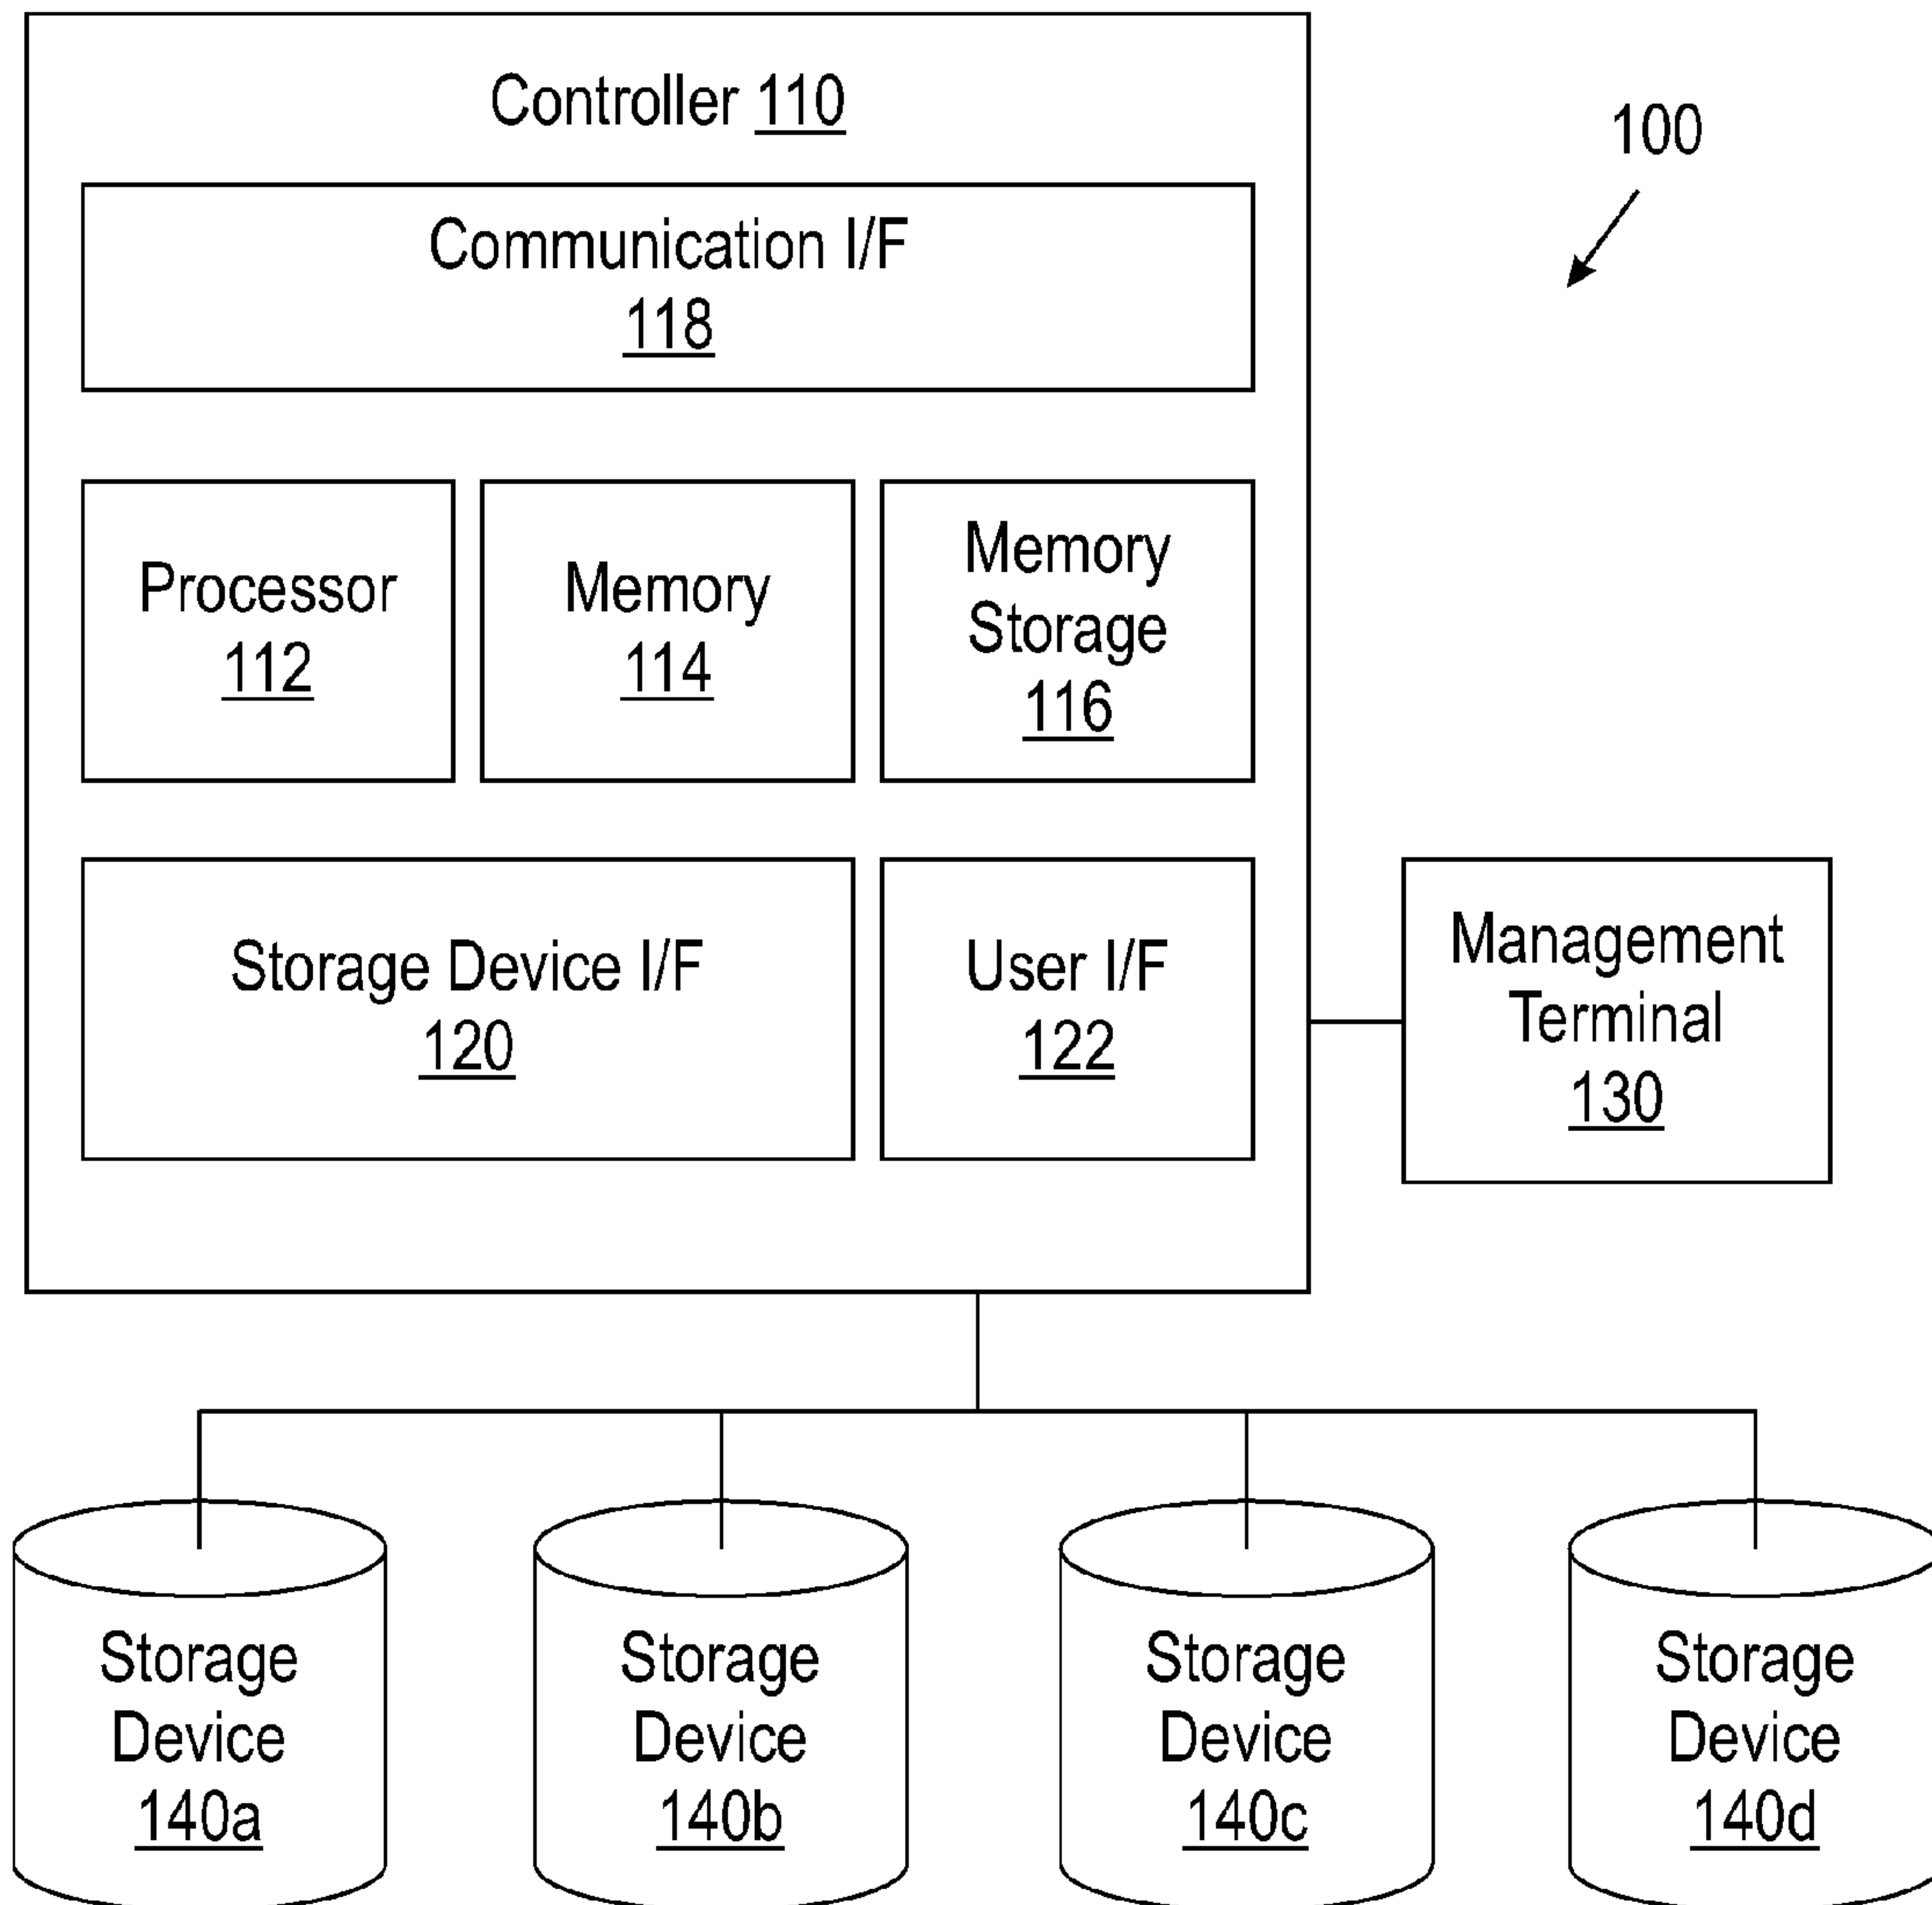 Controller 110
100
Communication I/F
118
Processor
112
Memory
114
Memory
Storage
116
Storage Device I/F
120
User I/F
122
Management
Terminal
130
Storage
Device
140a
Storage
Device
140b
Storage
Device
140c
Storage
Device
140d